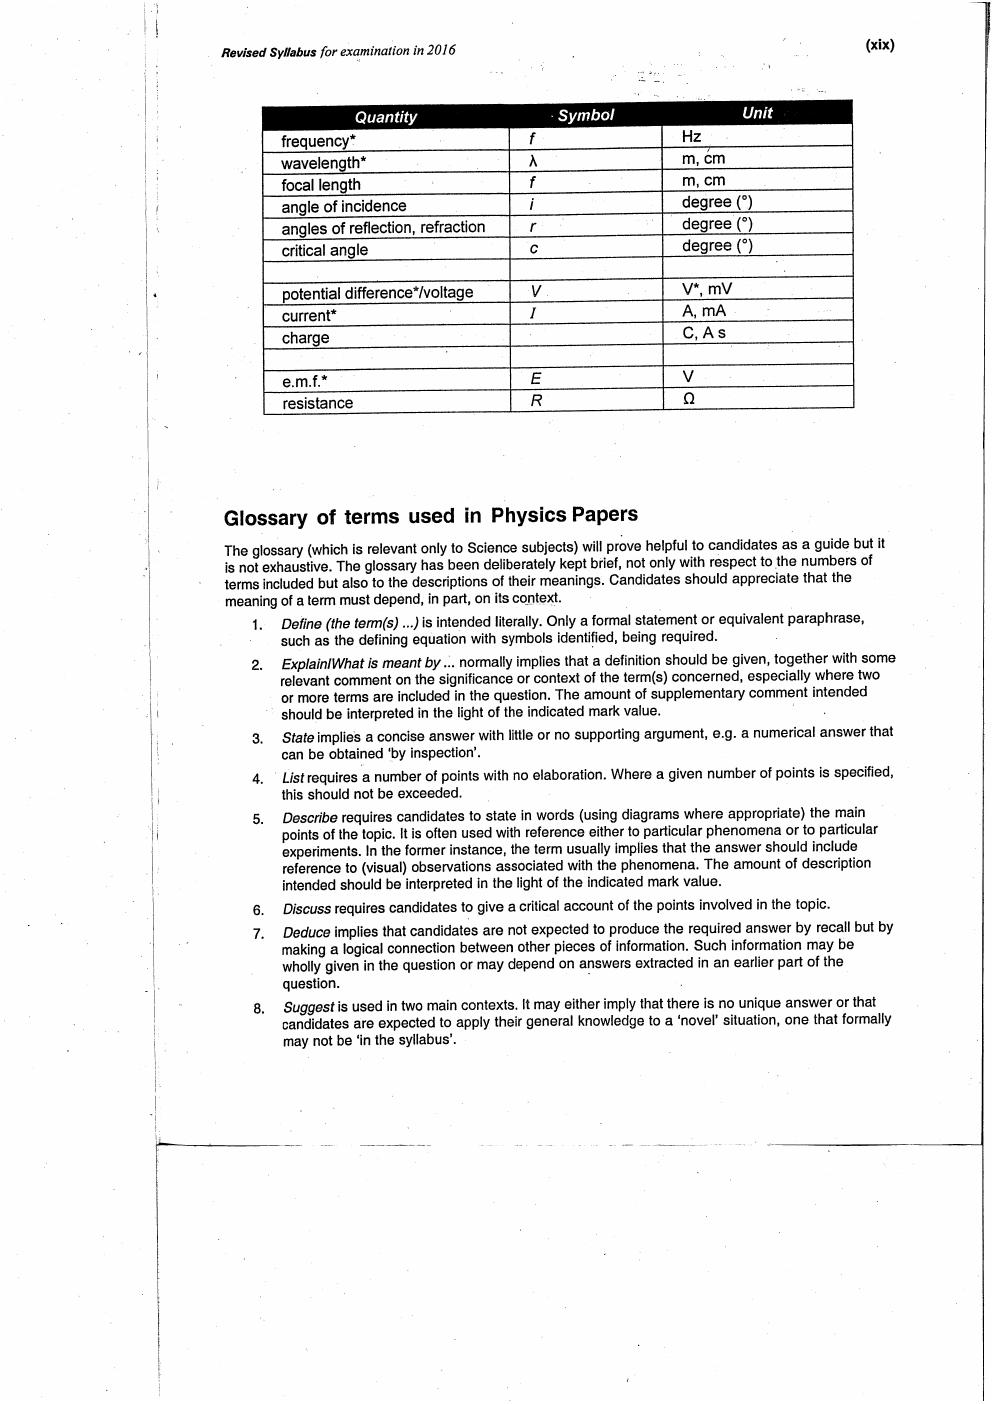 Revised Syllabus for examination in 2016 (xix)
Quantity Symbol Unit
frequency* f Hz
wavelength* λ m, cm
focal length f m, cm
angle of incidence i degree (°)
angles of reflection, refraction r degree (°)
critical angle c degree (°)
potential difference*/voltage V V*, mV
current* I A, mA
charge C, A s
e.m.f.* E V
resistance R Ω
Glossary of terms used in Physics Papers
The glossary (which is relevant only to Science subjects) will prove helpful to candidates as a guide but it
is not exhaustive. The glossary has been deliberately kept brief, not only with respect to the numbers of
terms included but also to the descriptions of their meanings. Candidates should appreciate that the
meaning of a term must depend, in part, on its context.
1. Define (the term(s) ...) is intended literally. Only a formal statement or equivalent paraphrase,
such as the defining equation with symbols identified, being required.
2. Explain/What is meant by ... normally implies that a definition should be given, together with some
relevant comment on the significance or context of the term(s) concerned, especially where two
or more terms are included in the question. The amount of supplementary comment intended
should be interpreted in the light of the indicated mark value.
3. State implies a concise answer with little or no supporting argument, e.g. a numerical answer that
can be obtained 'by inspection'.
4. List requires a number of points with no elaboration. Where a given number of points is specified,
this should not be exceeded.
5. Describe requires candidates to state in words (using diagrams where appropriate) the main
points of the topic. It is often used with reference either to particular phenomena or to particular
experiments. In the former instance, the term usually implies that the answer should include
reference to (visual) observations associated with the phenomena. The amount of description
intended should be interpreted in the light of the indicated mark value.
6. Discuss requires candidates to give a critical account of the points involved in the topic.
7. Deduce implies that candidates are not expected to produce the required answer by recall but by
making a logical connection between other pieces of information. Such information may be
wholly given in the question or may depend on answers extracted in an earlier part of the
question.
8. Suggest is used in two main contexts. It may either imply that there is no unique answer or that
candidates are expected to apply their general knowledge to a 'novel' situation, one that formally
may not be 'in the syllabus'.